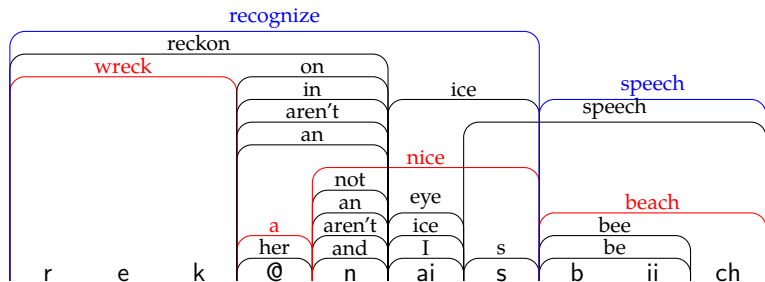 recognize
reckon
wreck on speech
in ice speech
aren't
an
nice
not
an eye beach
a aren't ice bee
her and I s be
r e k @ n ai s b ii ch